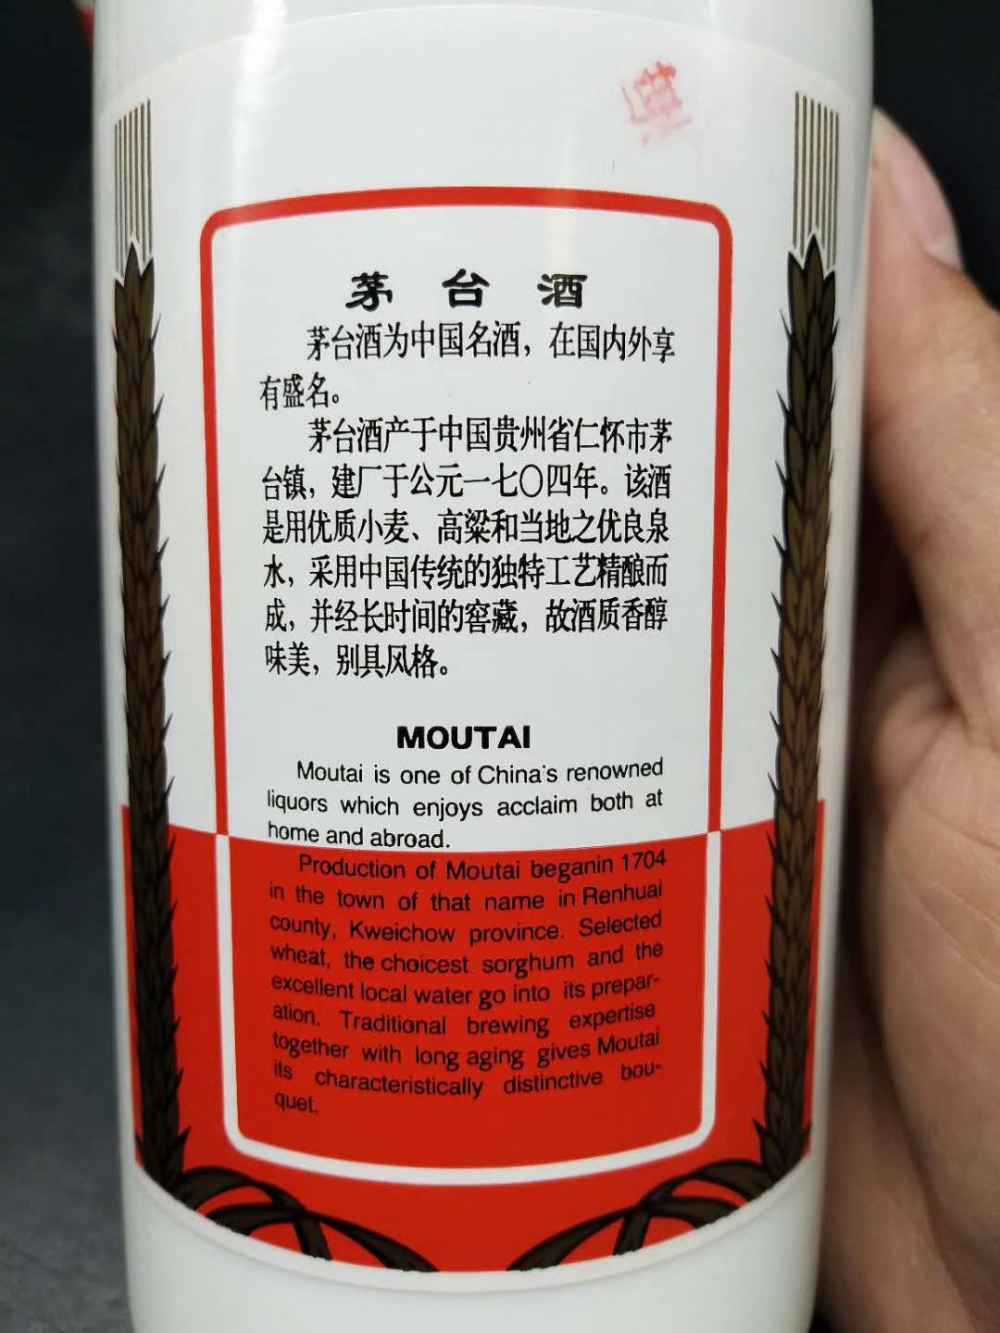 茅台酒
茅台酒为中国名酒，在国内外享
有盛名。
茅台酒产于中国贵州省仁怀市茅
台镇，建厂于公元一七〇四年。该酒
是用优质小麦、高粱和当地之优良泉
水，采用中国传统的独特工艺精酿而
成，并经长时间的窖藏，故酒质香醇
味美，别具风格。
MOUTAI
Moutai is one of China's renowned
liquors which enjoys acclaim both at
home and abroad.
Production of Moutai beganin 1704
in the town of that name in Renhuai
county, Kweichow province. Selected
wheat, the choicest sorghum and the
excellent local water go into its prepar-
ation. Traditional brewing expertise
together with long aging gives Moutai
its characteristically distinctive bou-
quet.